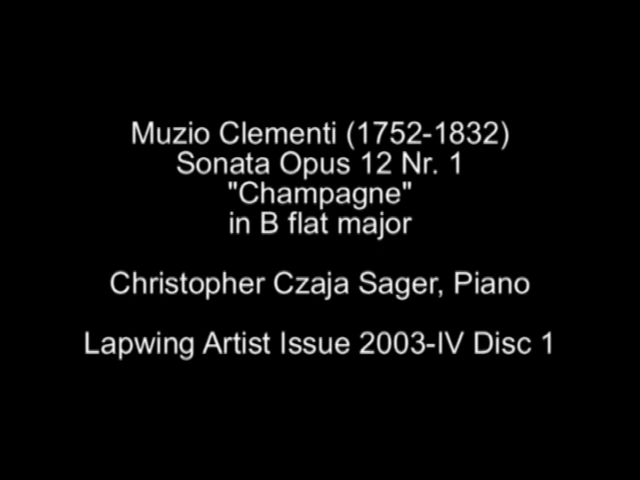 Muzio Clementi (1752-1832)
Sonata Opus 12 Nr. 1
"Champagne"
in B flat major
Christopher Czaja Sager, Piano
Lapwing Artist Issue 2003-IV Disc 1